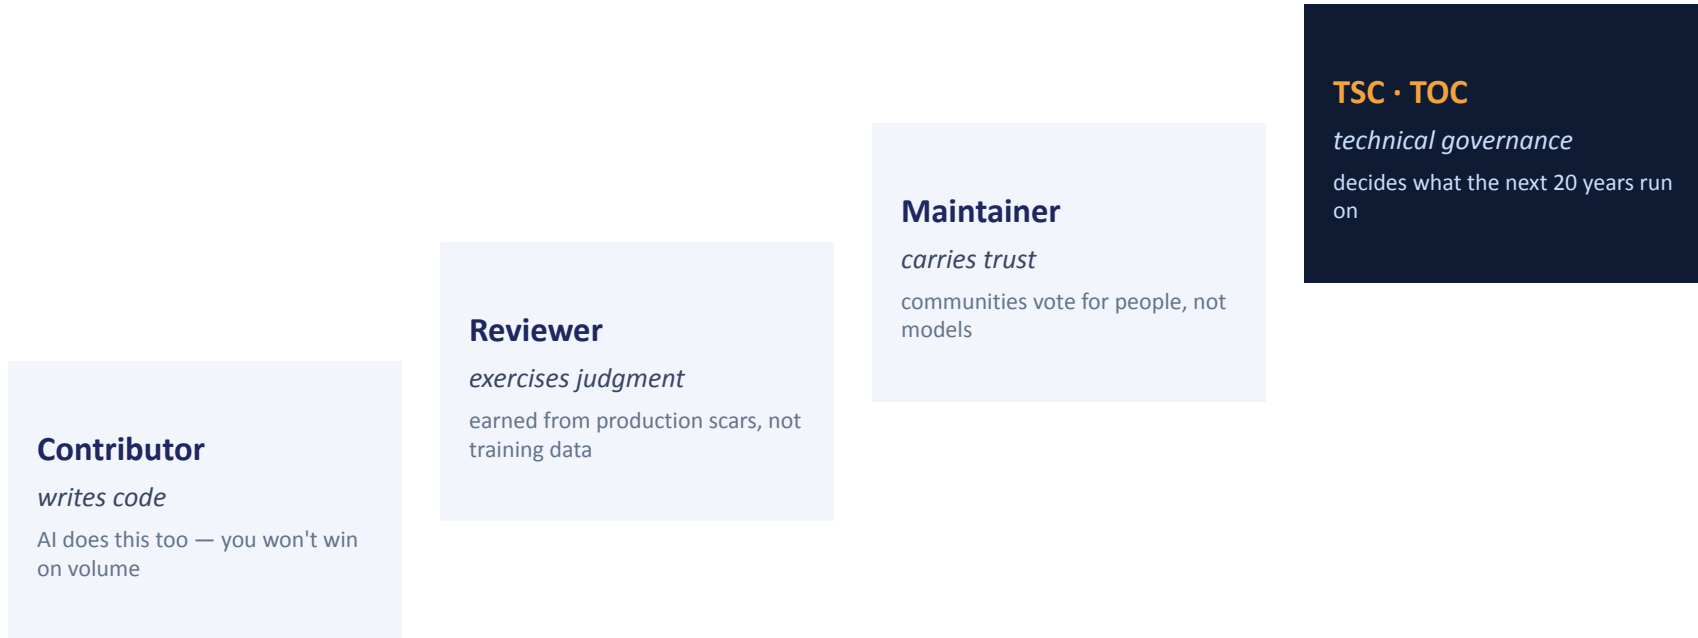 Contributor
writes code
AI does this too — you won't win
on volume
Reviewer
exercises judgment
earned from production scars, not
training data
Maintainer
carries trust
communities vote for people, not
models
TSC · TOC
technical governance
decides what the next 20 years run
on